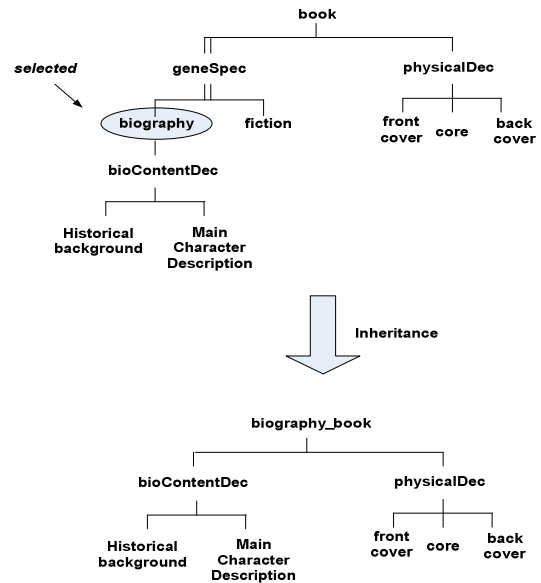 book
selected
geneSpec
physicalDec
biography
fiction
front
cover
core
back
cover
bioContentDec
Historical
background
Main
Character
Description
Inheritance
biography_book
bioContentDec
physicalDec
front
cover
core
back
cover
Historical
background
Main
Character
Description